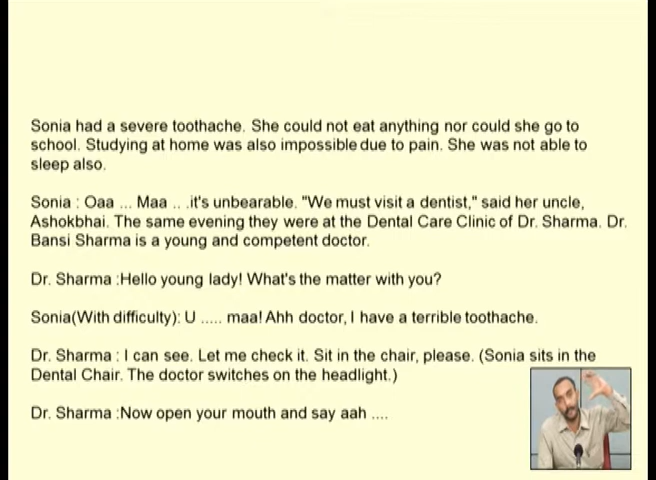 Sonia had a severe toothache. She could not eat anything nor could she go to
school. Studying at home was also impossible due to pain. She was not able to
sleep also.
Sonia : Oaa ... Maa .. .it's unbearable. "We must visit a dentist," said her uncle,
Ashokbhai. The same evening they were at the Dental Care Clinic of Dr. Sharma. Dr.
Bansi Sharma is a young and competent doctor.
Dr. Sharma :Hello young lady! What's the matter with you?
Sonia(With difficulty): U ..... maa! Ahh doctor, I have a terrible toothache.
Dr. Sharma : I can see. Let me check it. Sit in the chair, please. (Sonia sits in the
Dental Chair. The doctor switches on the headlight.)
Dr. Sharma :Now open your mouth and say aah ....